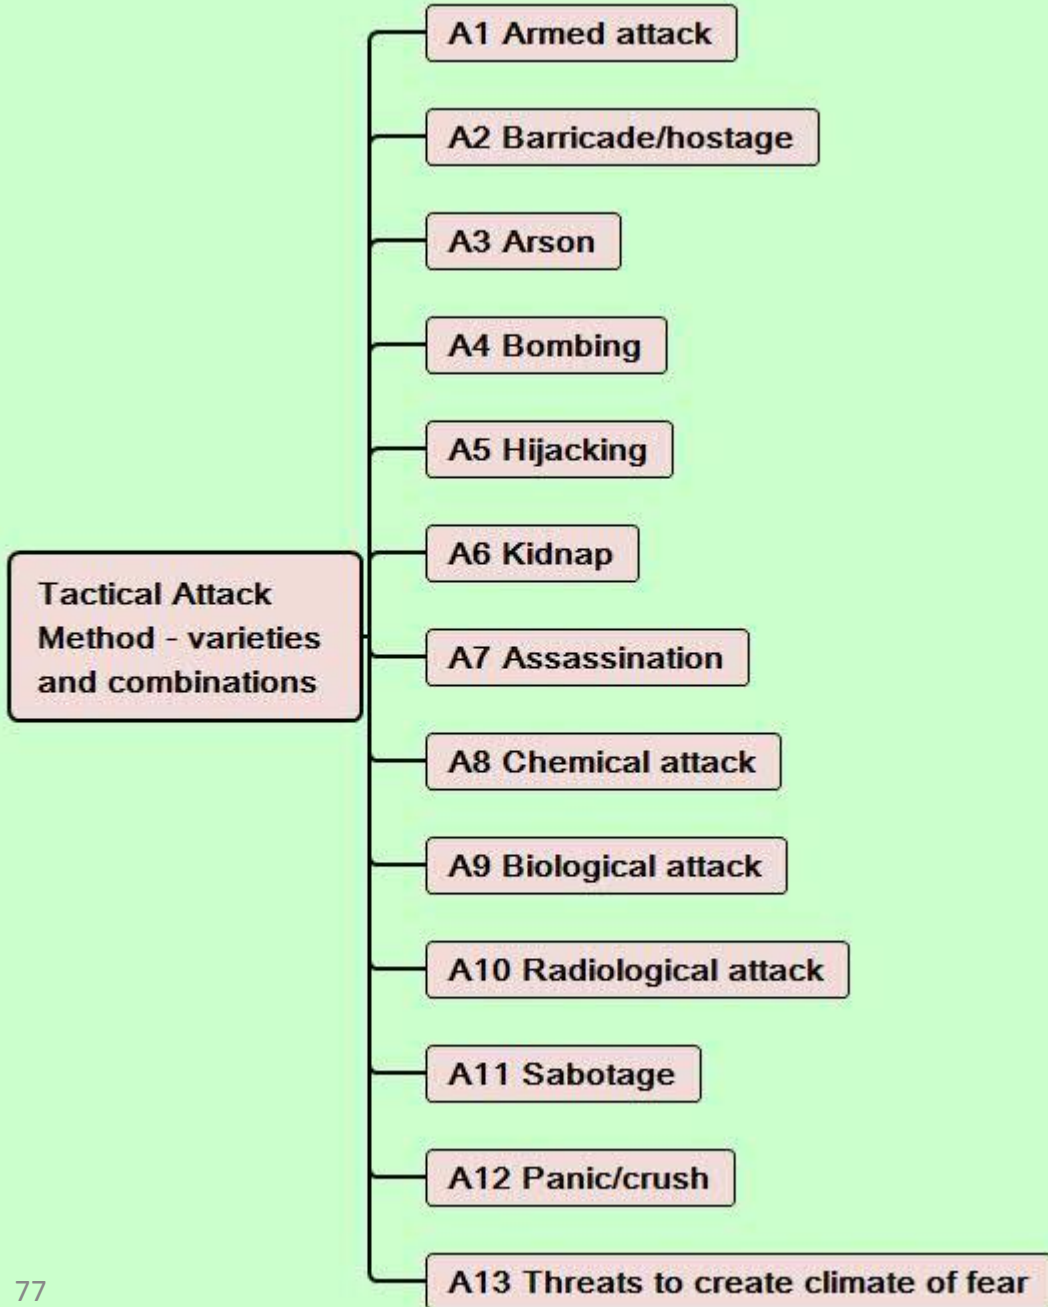 A1 Armed attack
A2 Barricade/hostage
A3 Arson
A4 Bombing
A5 Hijacking
A6 Kidnap
Tactical Attack
Method - varieties
and combinations
A7 Assassination
A8 Chemical attack
A9 Biological attack
A10 Radiological attack
A11 Sabotage
A12 Panic/crush
A13 Threats to create climate of fear
77